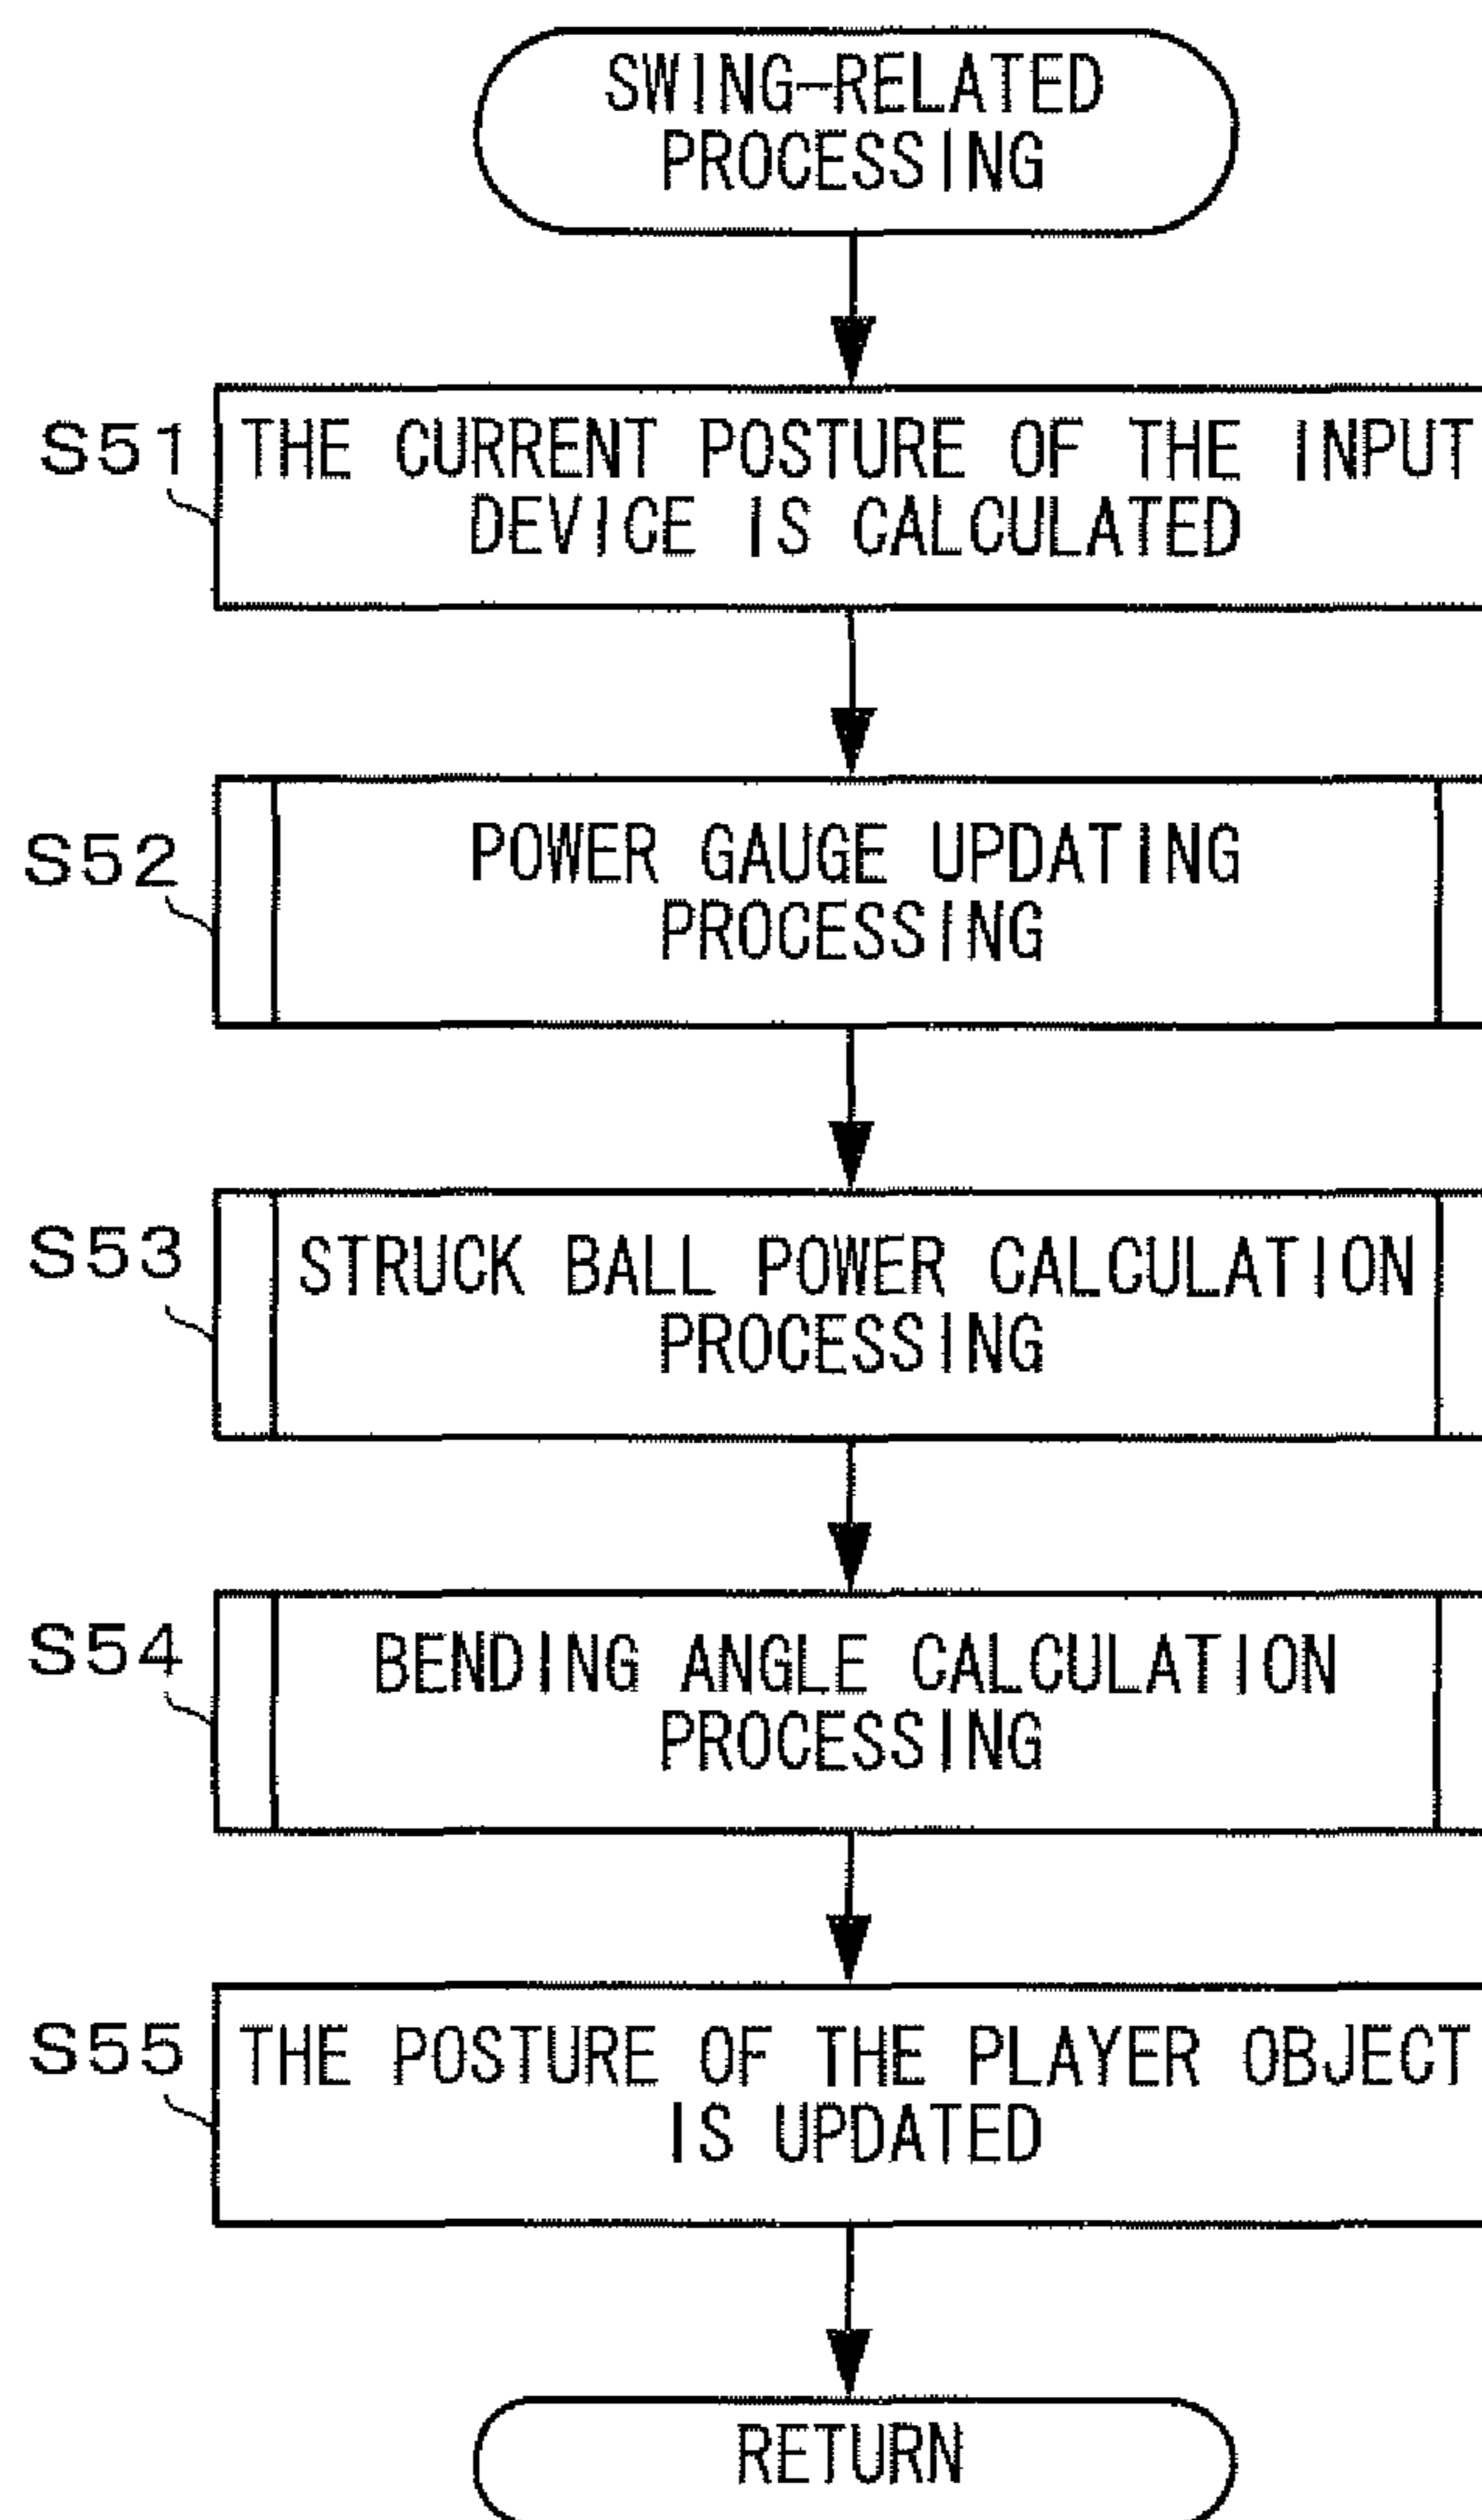 SWING-RELATED
PROCESSING
S51
THE CURRENT POSTURE OF THE INPUT
DEVICE IS CALCULATED
S52
POWER GAUGE UPDATING
PROCESSING
S53
STRUCK BALL POWER CALCULATION
PROCESSING
S54
BENDING ANGLE CALCULATION
PROCESSING
S55
THE POSTURE OF THE PLAYER OBJECT
IS UPDATED
RETURN